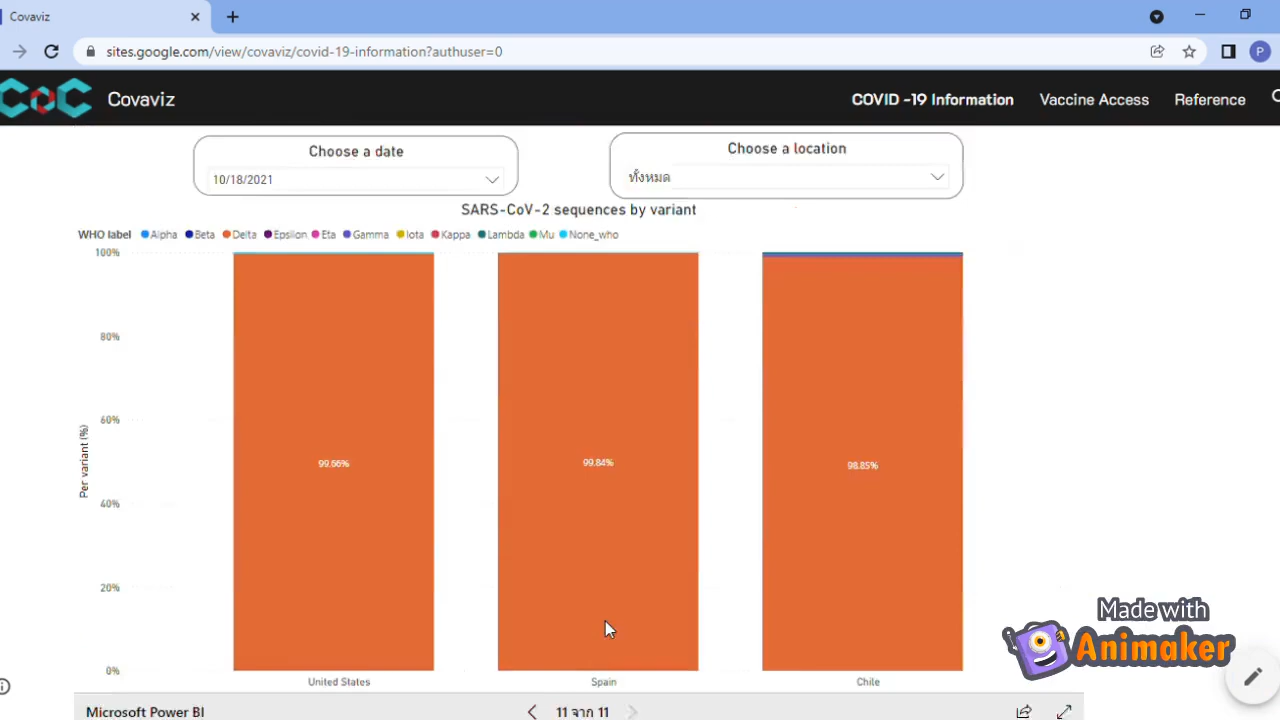 Covaviz
sites.google.com/view/covaviz/covid-19-information?authuser=0
P
CoC
Covaviz
COVID -19 Information
Vaccine Access
Reference
Choose a date
10/18/2021
Choose a location
ทั้งหมด
SARS-CoV-2 sequences by variant
WHO label Alpha Beta Delta Epsilon Eta Gamma Iota Kappa Lambda Mu None_who
100%
80%
60%
40%
20%
0%
Per variant (%)
99.66%
99.84%
98.85%
United States
Spain
Chile
Made with
Animaker
Microsoft Power BI
11 จาก 11